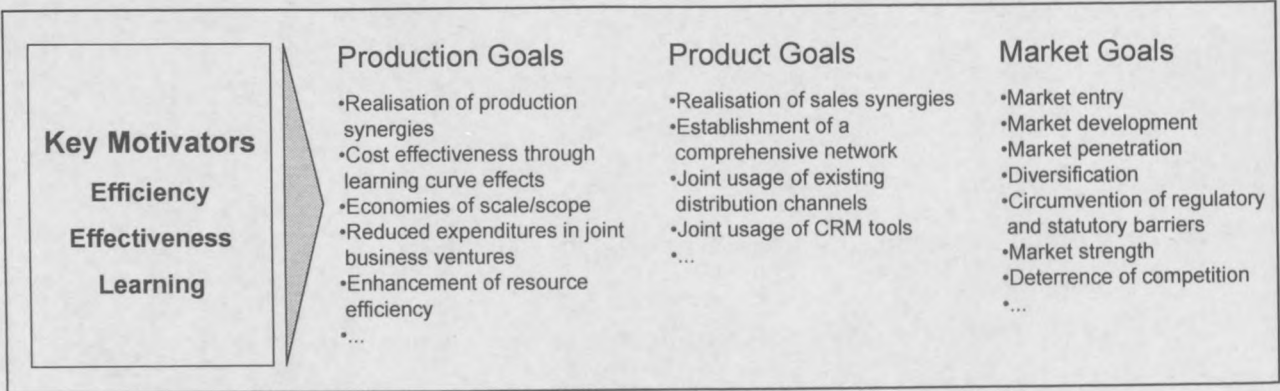 Key Motivators
Efficiency
Effectiveness
Learning
Production Goals
•Realisation of production
synergies
•Cost effectiveness through
learning curve effects
•Economies of scale/scope
•Reduced expenditures in joint
business ventures
•Enhancement of resource
efficiency
•...
Product Goals
•Realisation of sales synergies
•Establishment of a
comprehensive network
•Joint usage of existing
distribution channels
•Joint usage of CRM tools
•...
Market Goals
•Market entry
•Market development
•Market penetration
•Diversification
•Circumvention of regulatory
and statutory barriers
•Market strength
•Deterrence of competition
•...